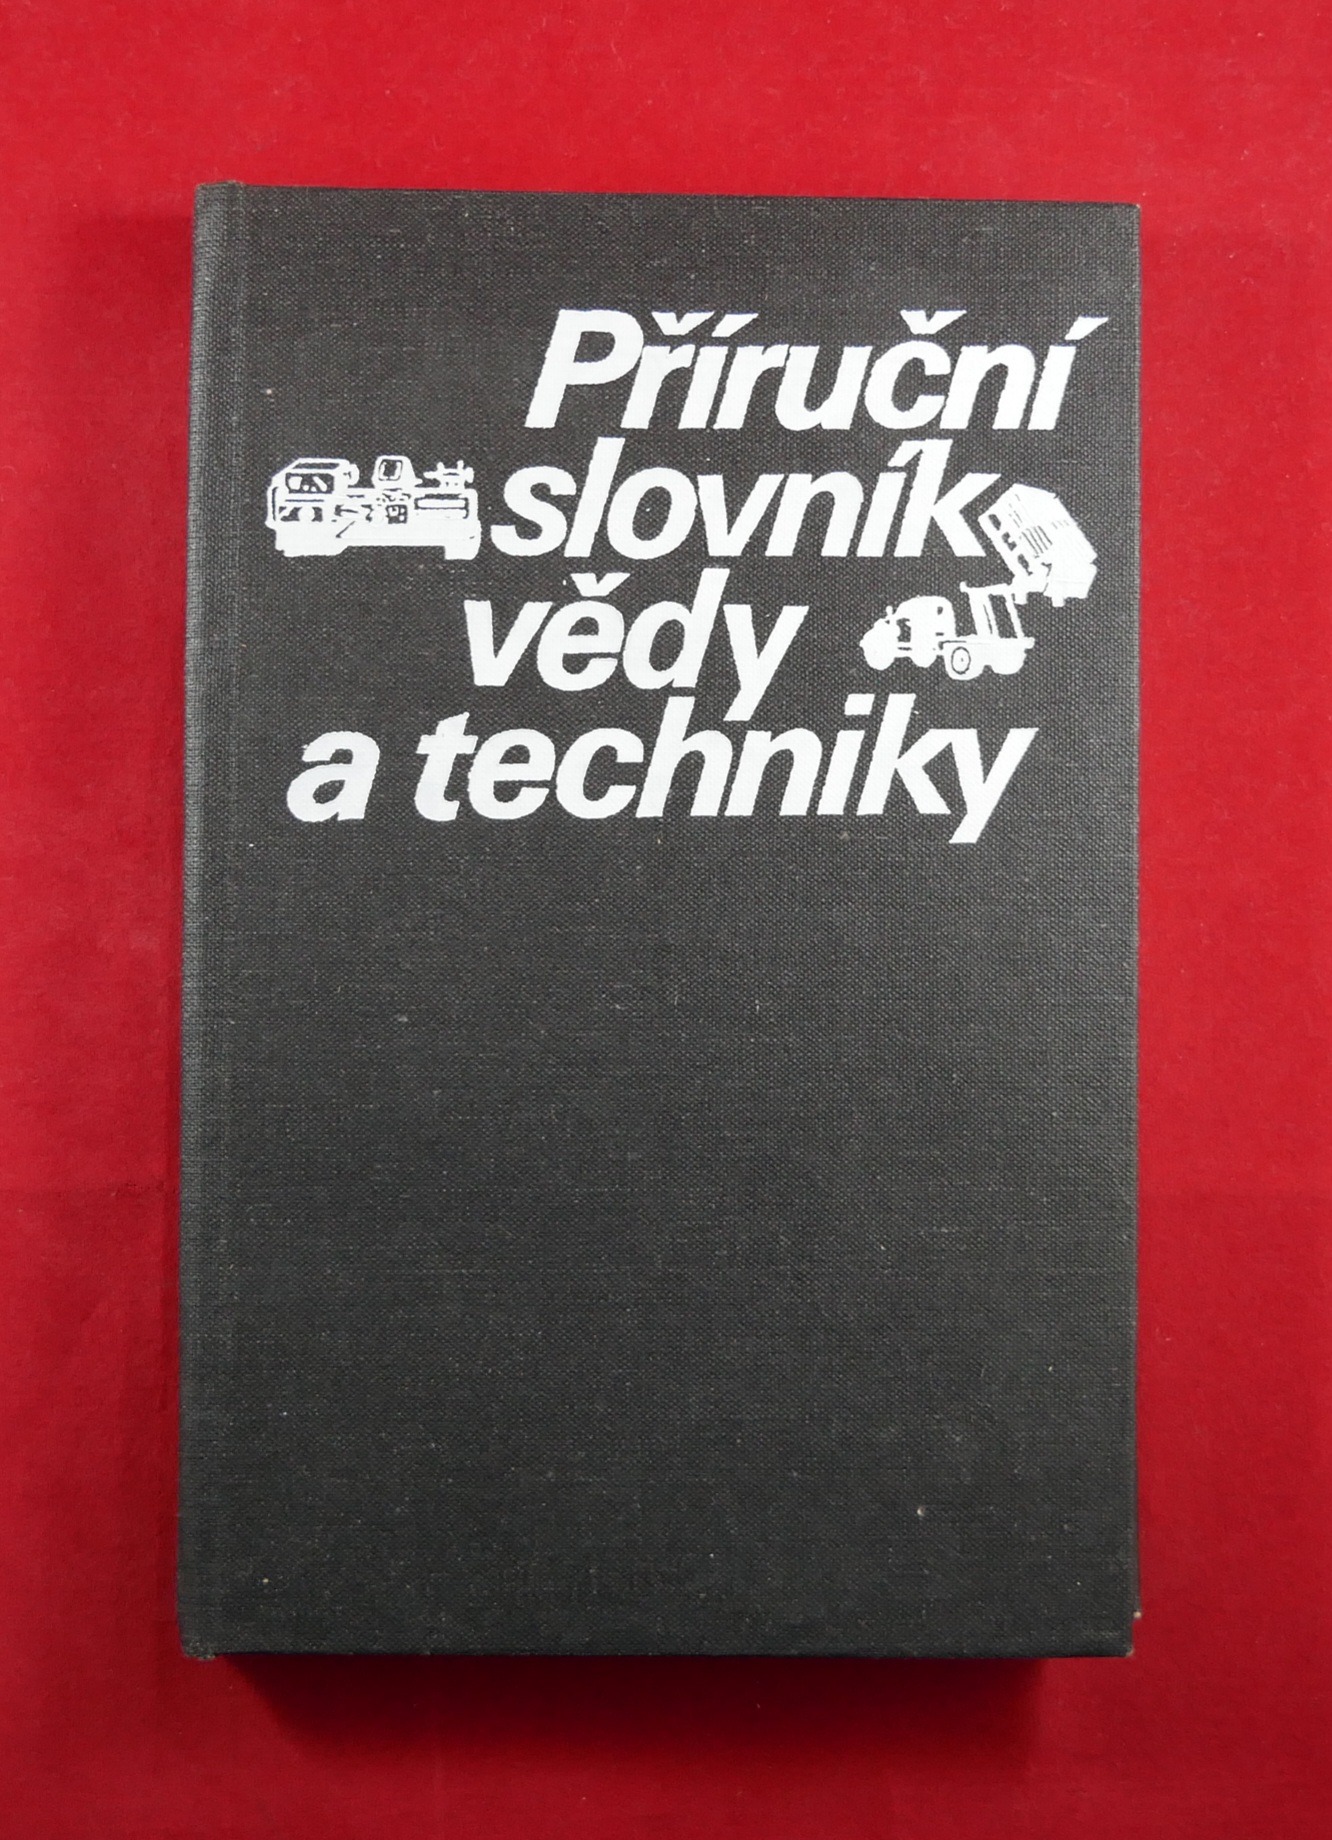 Příruční
slovník
vědy
a techniky